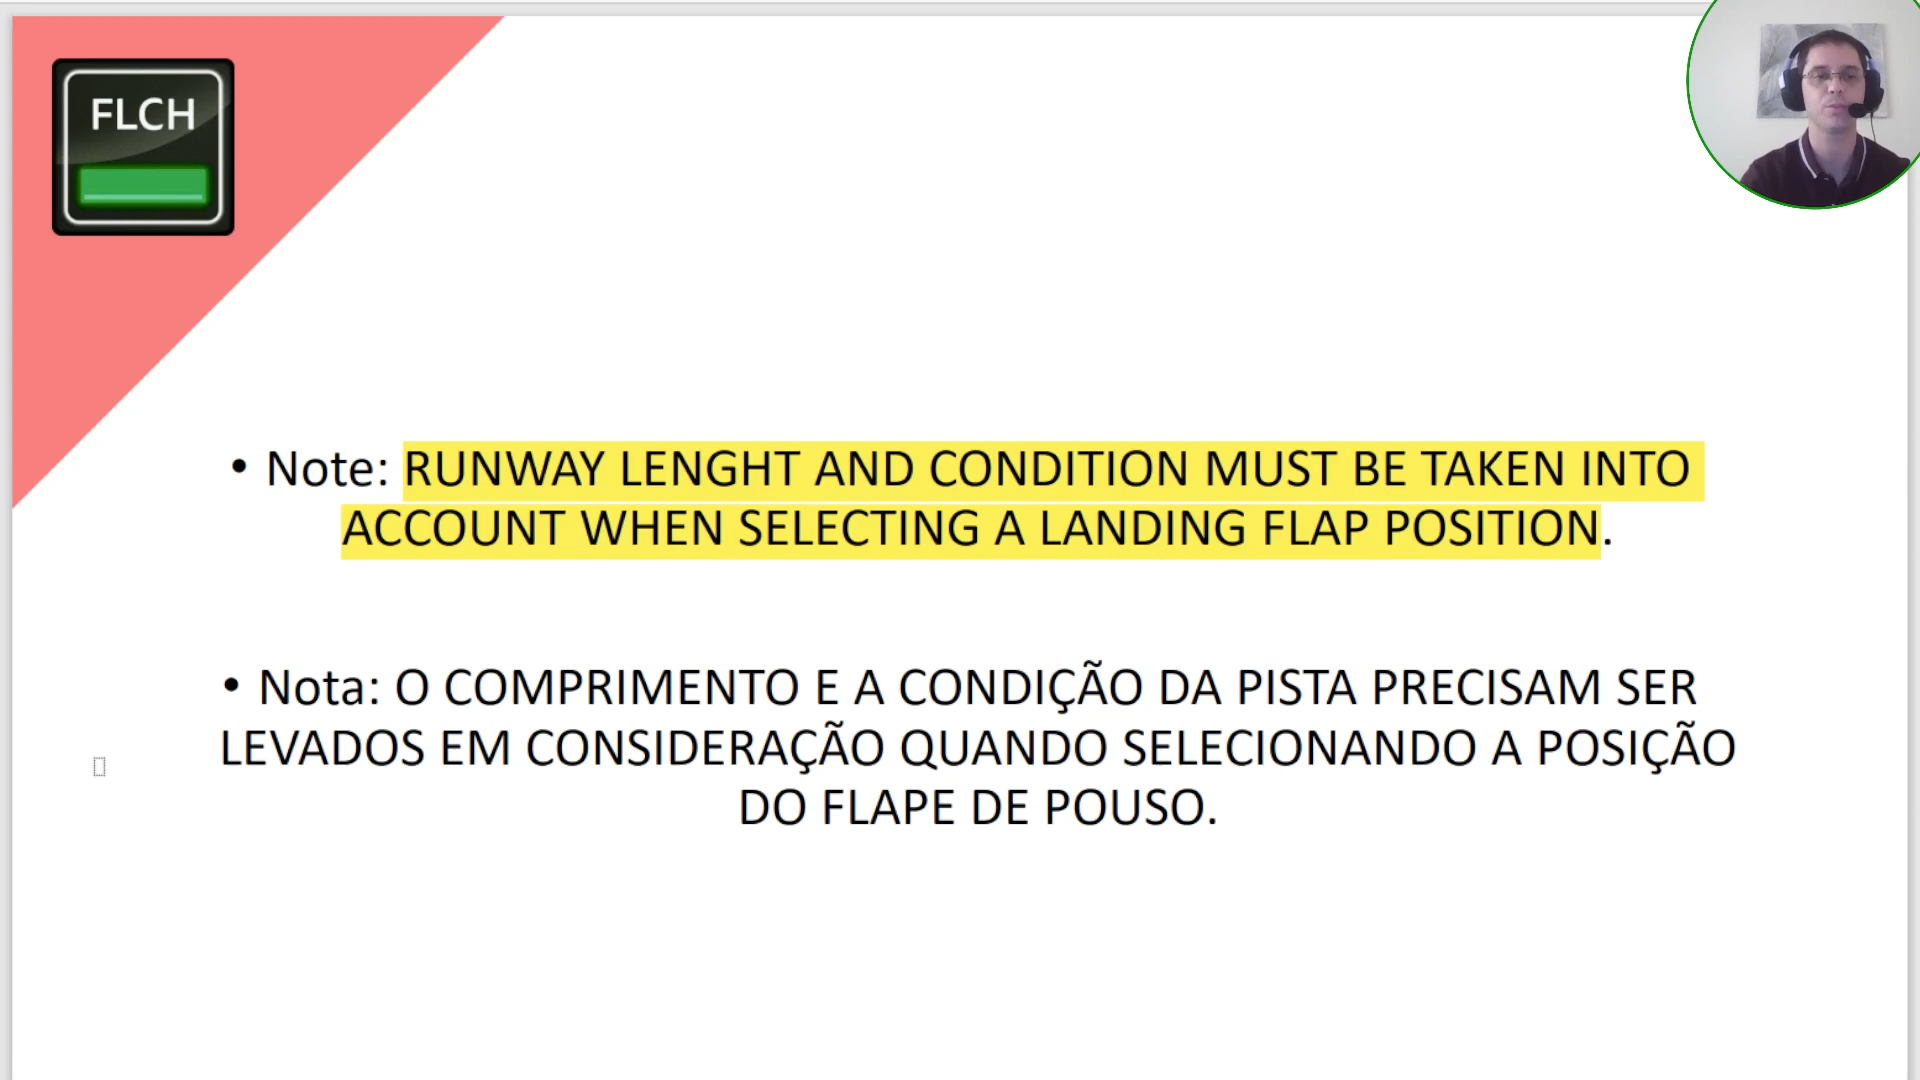 FLCH
• Note: RUNWAY LENGHT AND CONDITION MUST BE TAKEN INTO
ACCOUNT WHEN SELECTING A LANDING FLAP POSITION.
• Nota: O COMPRIMENTO E A CONDIÇÃO DA PISTA PRECISAM SER
LEVADOS EM CONSIDERAÇÃO QUANDO SELECIONANDO A POSIÇÃO
DO FLAPE DE POUSO.